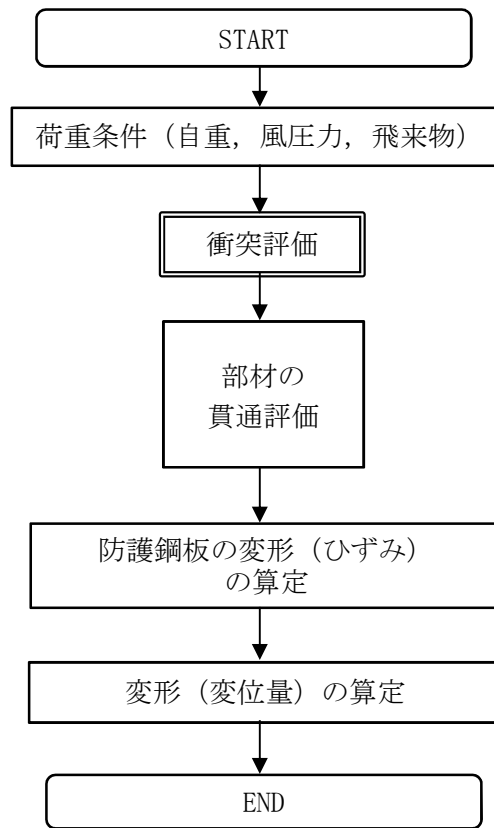 START
荷重条件（自重，風圧力，飛来物）
衝突評価
部材の
貫通評価
防護鋼板の変形（ひずみ）
の算定
変形（変位量）の算定
END